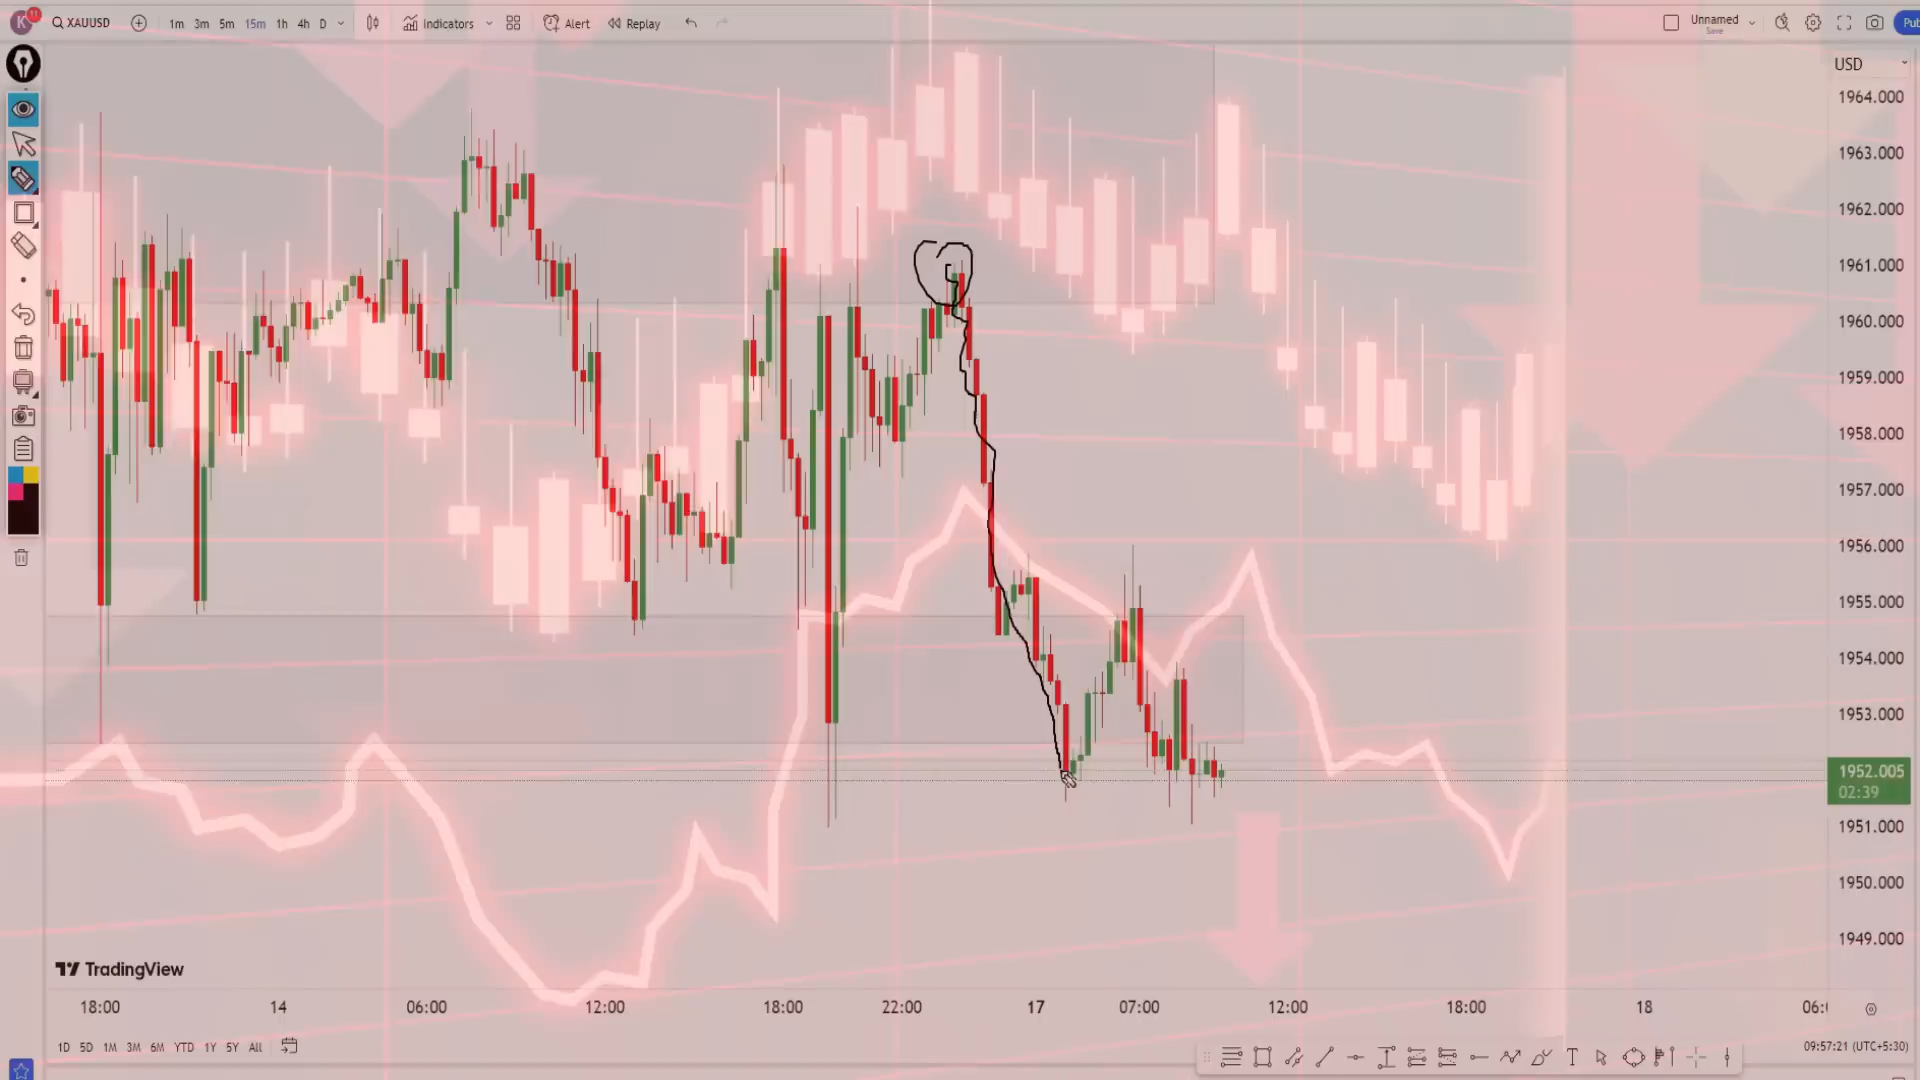 K 11 XAUUSD 1m 3m 5m 15m 1h 4h D Indicators Alert Replay Unnamed Pub
Save
USD
1964.000
1963.000
1962.000
1961.000
1960.000
1959.000
1958.000
1957.000
1956.000
1955.000
1954.000
1953.000
1952.005
02:39
1951.000
1950.000
1949.000
TradingView
18:00 14 06:00 12:00 18:00 22:00 17 07:00 12:00 18:00 18 06:
1D 5D 1M 3M 6M YTD 1Y 5Y All
09:57:21 (UTC+5:30)
T